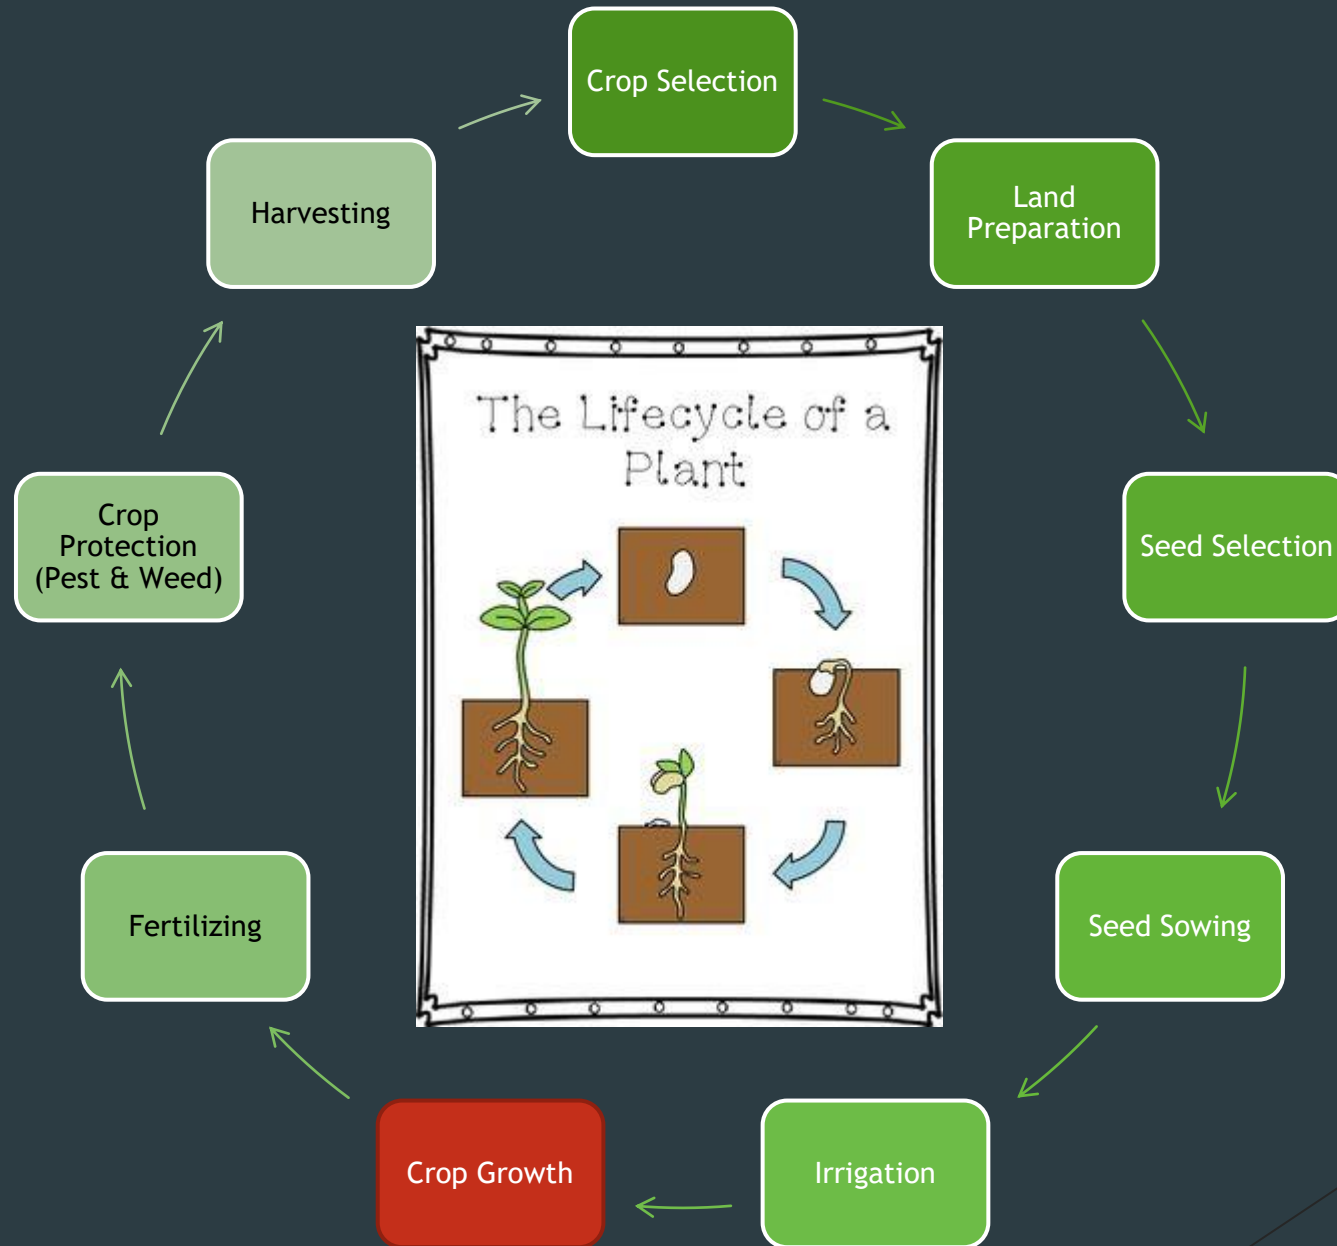 Crop Selection
Land
Preparation
Seed Selection
Seed Sowing
Irrigation
Crop Growth
Fertilizing
Crop
Protection
(Pest & Weed)
Harvesting
The Lifecycle of a
Plant